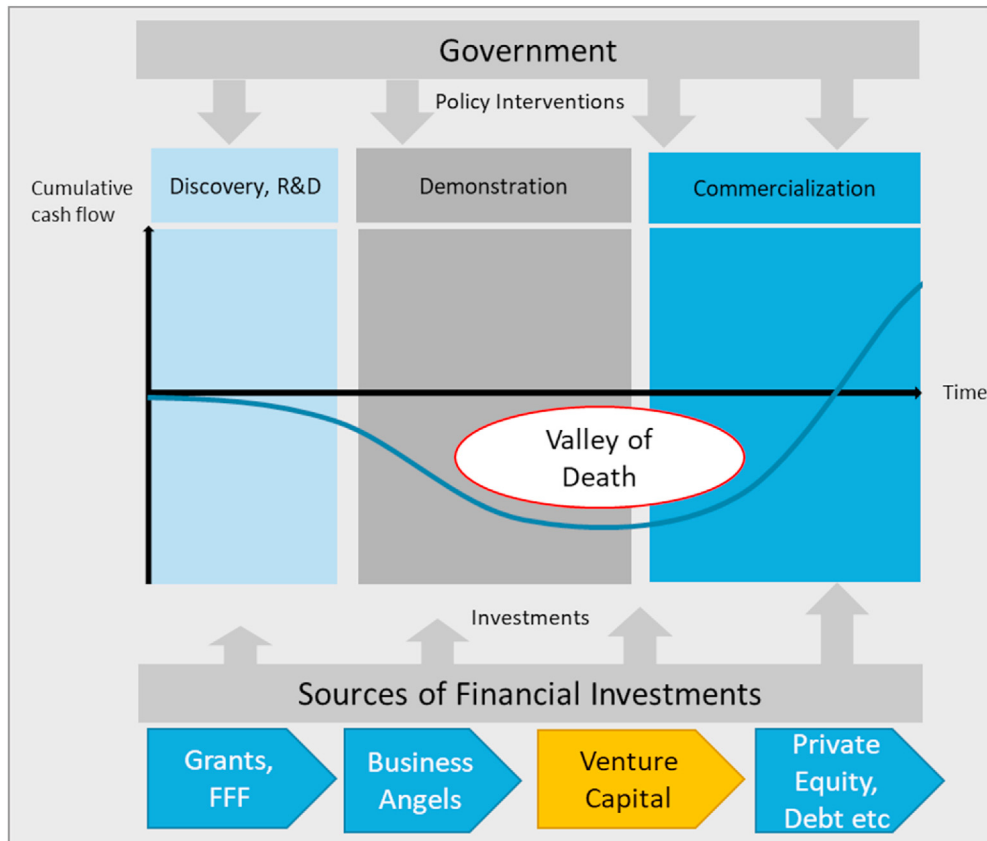 Government
Policy Interventions
Discovery, R&D
Demonstration
Commercialization
Cumulative
cash flow
Time
Valley of
Death
Investments
Sources of Financial Investments
Grants,
FFF
Business
Angels
Venture
Capital
Private
Equity,
Debt etc